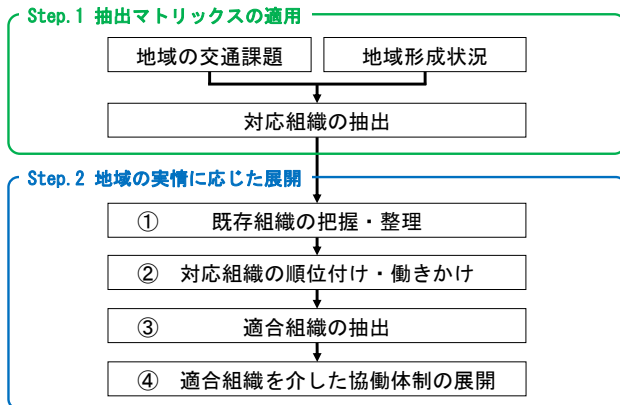 Step.1 抽出マトリックスの適用
地域の交通課題
地域形成状況
対応組織の抽出
Step.2 地域の実情に応じた展開
① 既存組織の把握・整理
② 対応組織の順位付け・働きかけ
③ 適合組織の抽出
④ 適合組織を介した協働体制の展開